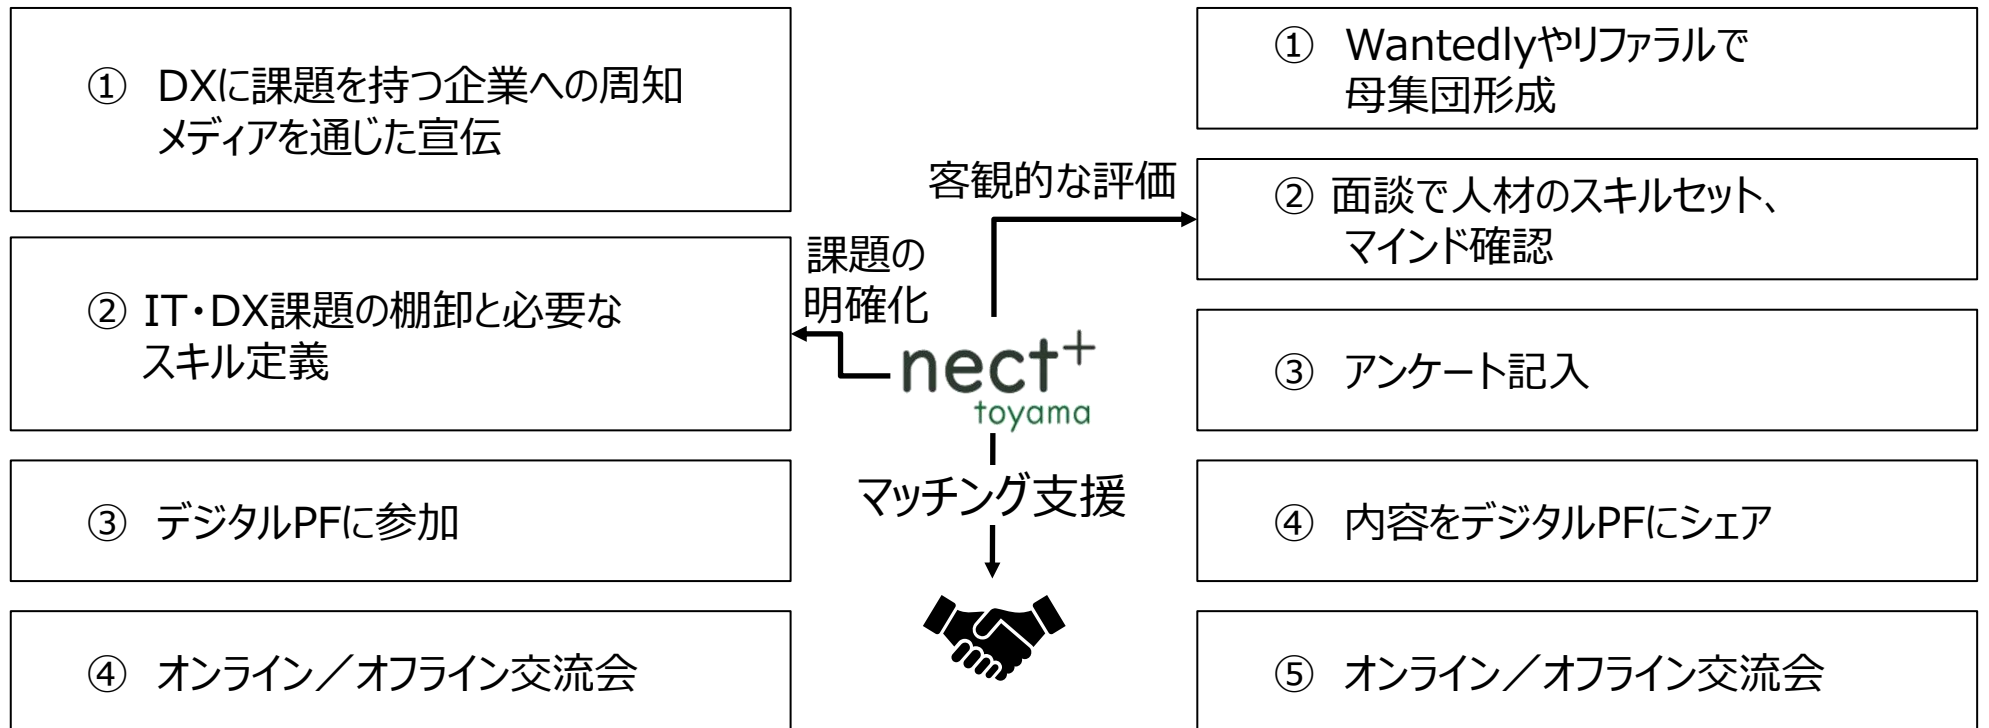 ① DXに課題を持つ企業への周知
メディアを通じた宣伝
② IT・DX課題の棚卸と必要な
スキル定義
③ デジタルPFに参加
④ オンライン／オフライン交流会
課題の
明確化
客観的な評価
nect+
toyama
マッチング支援
① Wantedlyやリファラルで
母集団形成
② 面談で人材のスキルセット、
マインド確認
③ アンケート記入
④ 内容をデジタルPFにシェア
⑤ オンライン／オフライン交流会